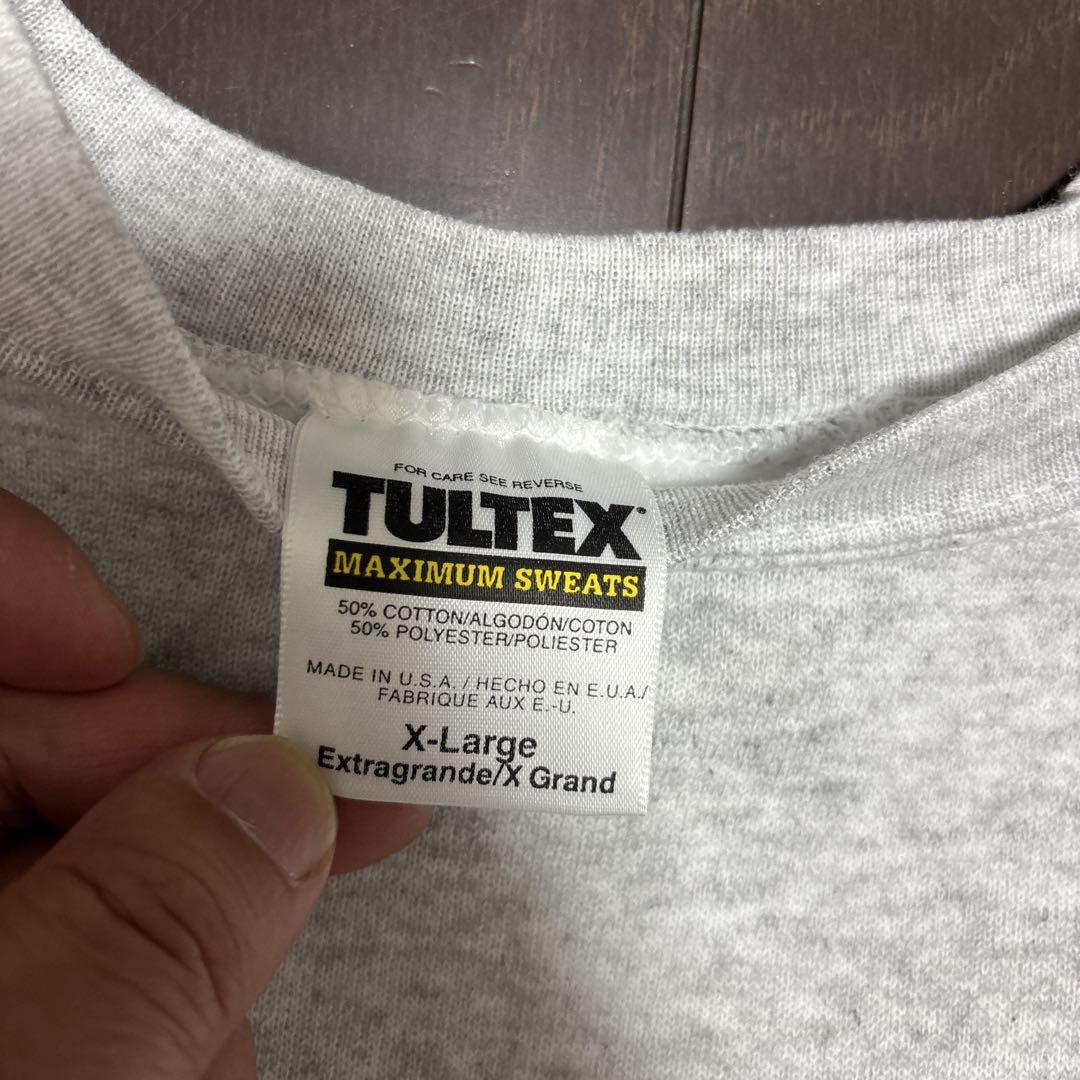 FOR CARE SEE REVERSE
TULTEX
MAXIMUM SWEATS
50% COTTON/ALGODÓN/COTON
50% POLYESTER/POLIESTER
MADE IN U.S.A. / HECHO EN E.U.A./
FABRIQUE AUX E.-U.
X-Large
Extragrande/X Grand